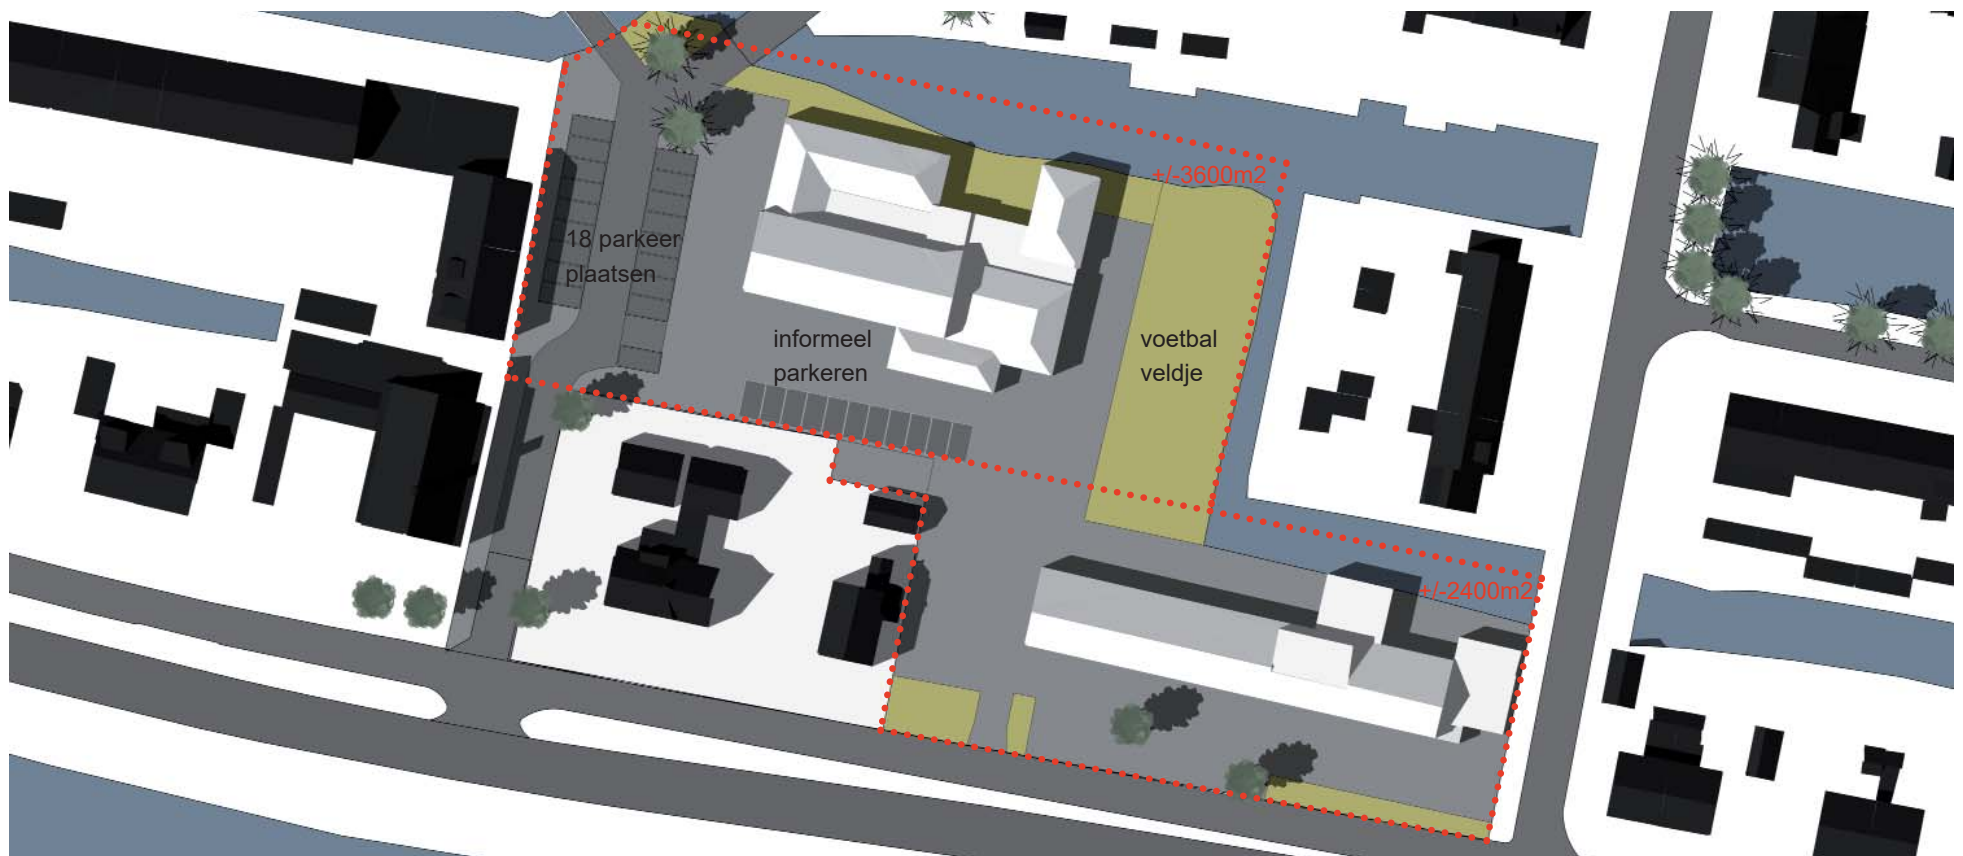 +/-3600m2
18 parkeer
plaatsen
informeel
parkeren
voetbal
veldje
+/-2400m2